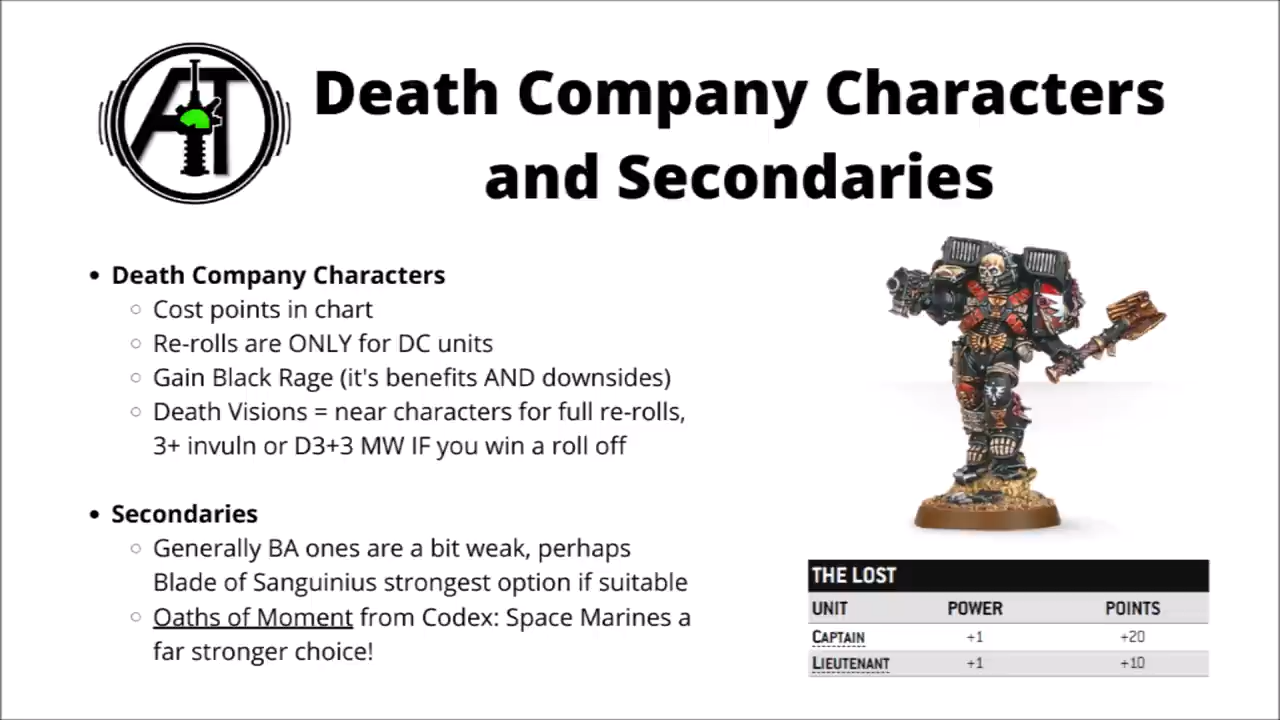 AT
Death Company Characters
and Secondaries
• Death Company Characters
○ Cost points in chart
○ Re-rolls are ONLY for DC units
○ Gain Black Rage (it's benefits AND downsides)
○ Death Visions = near characters for full re-rolls,
3+ invuln or D3+3 MW IF you win a roll off
• Secondaries
○ Generally BA ones are a bit weak, perhaps
Blade of Sanguinius strongest option if suitable
○ Oaths of Moment from Codex: Space Marines a
far stronger choice!
THE LOST
UNIT POWER POINTS
CAPTAIN +1 +20
LIEUTENANT +1 +10